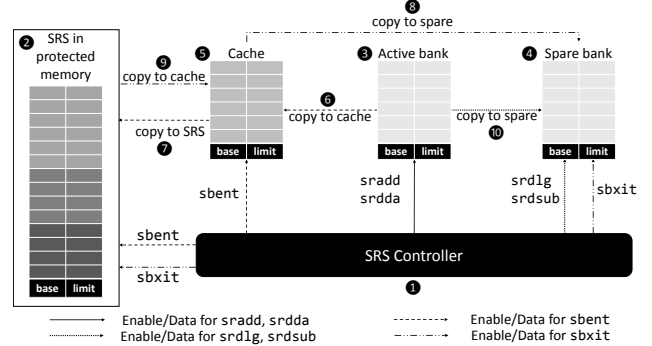 8
copy to spare
2 SRS in
protected
memory
9
copy to cache
5 Cache
3 Active bank
4 Spare bank
6
copy to cache
copy to spare
10
copy to SRS
7
base limit
base limit
base limit
sbent
sradd
srdda
srdlg
srdsub
sbxit
sbent
SRS Controller
sbxit
base limit
1
Enable/Data for sradd, srdda
Enable/Data for sbent
Enable/Data for srdlg, srdsub
Enable/Data for sbxit